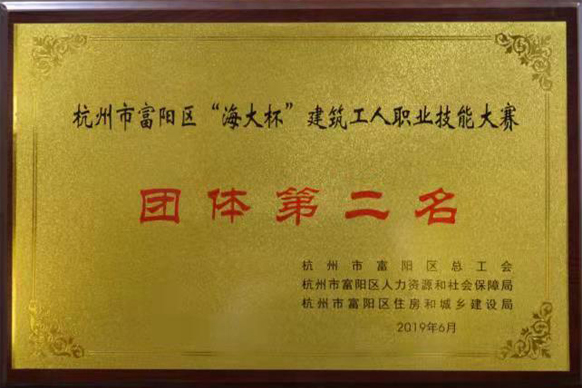 杭州市富阳区“海大杯”建筑工人职业技能大赛
团体第二名
杭州市富阳区总工会
杭州市富阳区人力资源和社会保障局
杭州市富阳区住房和城乡建设局
2019年6月